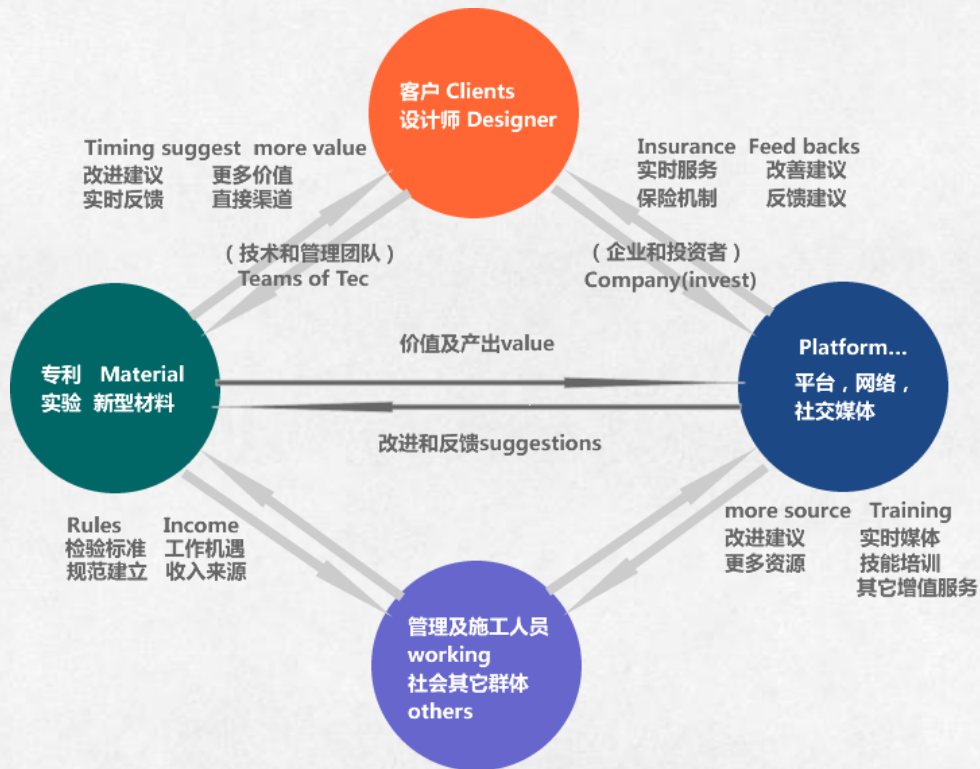 客户 Clients
设计师 Designer
Timing suggest more value
改进建议 更多价值
实时反馈 直接渠道
Insurance Feed backs
实时服务 改善建议
保险机制 反馈建议
（技术和管理团队）
Teams of Tec
（企业和投资者）
Company(invest)
专利 Material
实验 新型材料
价值及产出value
改进和反馈suggestions
Platform...
平台，网络，
社交媒体
Rules Income
检验标准 工作机遇
规范建立 收入来源
more source Training
改进建议 实时媒体
更多资源 技能培训
其它增值服务
管理及施工人员
working
社会其它群体
others